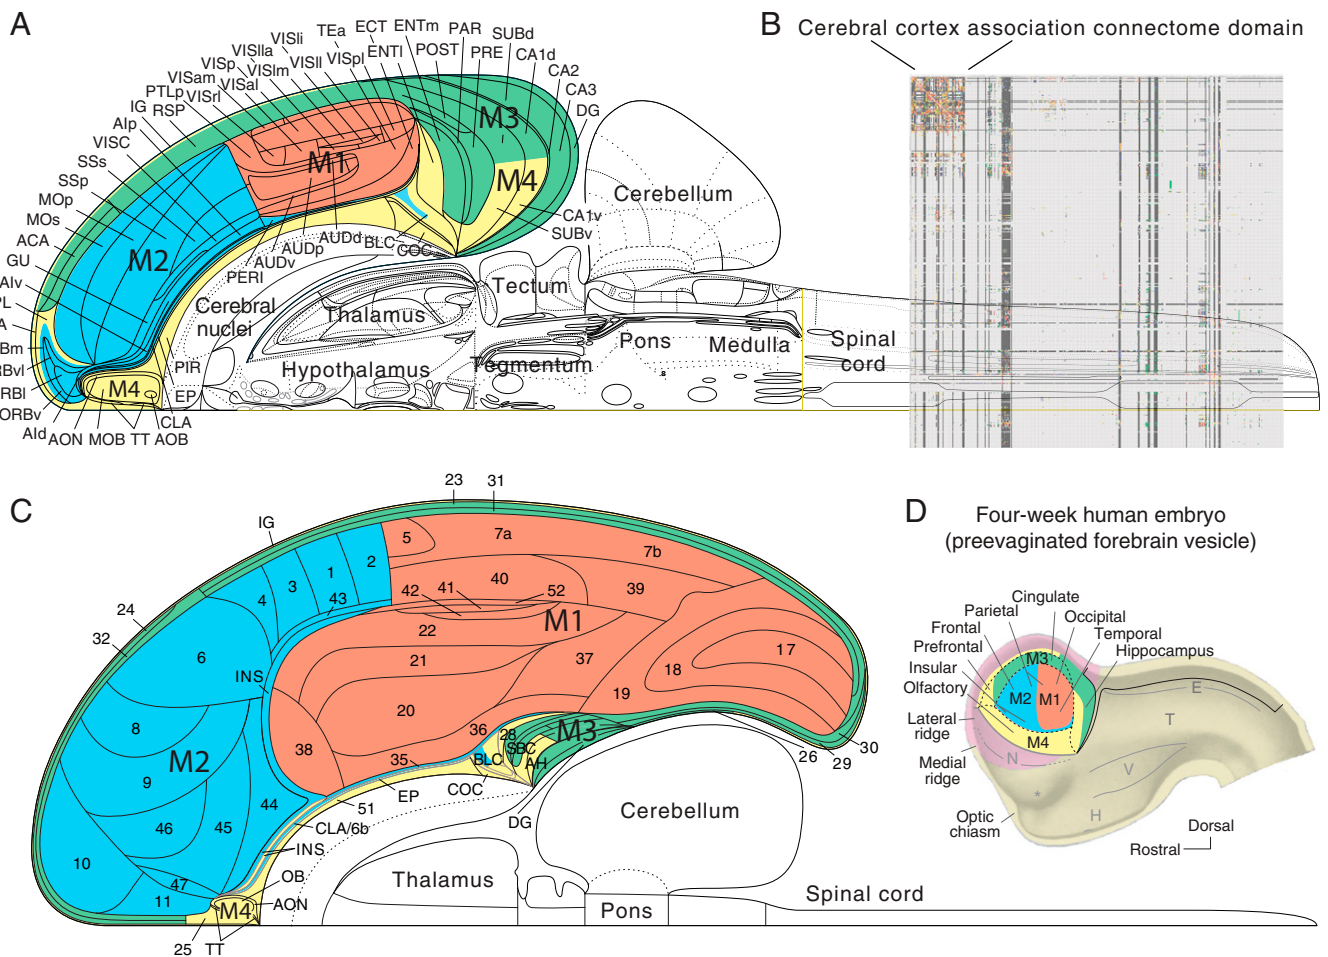 A
B
Cerebral cortex association connectome domain
TEa
ECT
ENTm
PAR
SUBd
VISli
VISlla
VISll
VISpl
ENTl
POST
PRE
CA1d
VISp
VISlm
CA2
VISam
VISal
CA3
PTLp
VISrl
DG
IG
RSP
AIp
VISC
SSs
SSp
MOp
MOs
ACA
GU
AIv
PL
A
Bm
RBvl
RBl
ORBv
AId
AON
MOB
TT
AOB
CLA
EP
PIR
M1
M2
M3
M4
M4
CA1v
SUBv
AUDd
BLC
COC
AUDp
AUDv
PERI
Cerebral
nuclei
Thalamus
Hypothalamus
Tectum
Tegmentum
Cerebellum
Pons
Medulla
Spinal
cord
C
23
31
IG
24
32
5
7a
7b
2
1
3
4
43
42
41
40
52
39
M1
6
22
21
37
17
18
INS
20
19
8
38
36
28
M3
SBC
BLC
AH
M2
9
35
COC
26
30
29
EP
51
44
46
45
CLA/6b
INS
DG
10
47
11
OB
M4
AON
25
TT
Thalamus
Cerebellum
Pons
Spinal cord
D
Four-week human embryo
(preevaginated forebrain vesicle)
Cingulate
Parietal
Occipital
Frontal
Temporal
Prefrontal
Hippocampus
Insular
Olfactory
M3
M2
M1
M4
E
T
Lateral
ridge
Medial
ridge
N
V
*
H
Optic
chiasm
Dorsal
Rostral